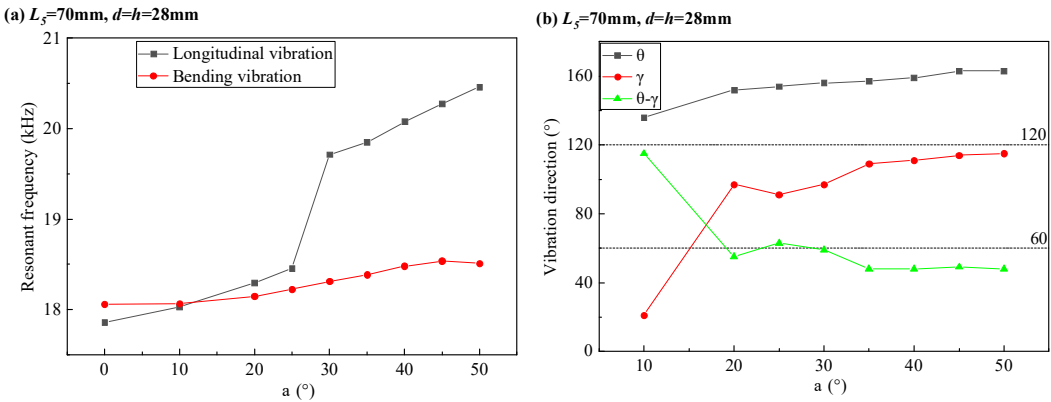 (a) L5=70mm, d=h=28mm
21
20
19
18
Resonant frequency (kHz)
Longitudinal vibration
Bending vibration
0 10 20 30 40 50
a (°)
(b) L5=70mm, d=h=28mm
160
120
80
40
0
Vibration direction (°)
θ
γ
θ-γ
120
60
10 20 30 40 50
a (°)